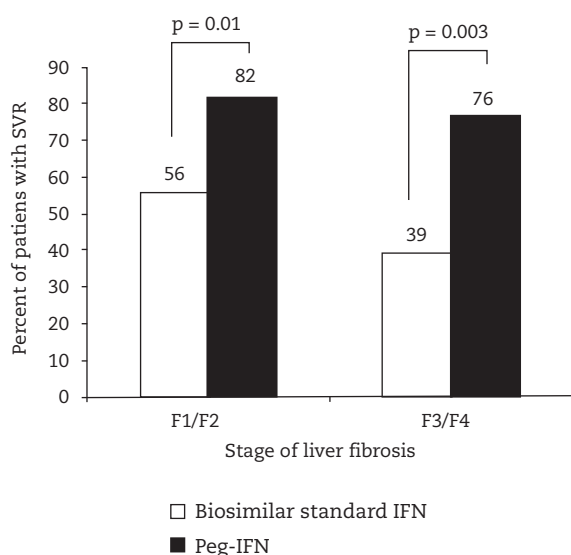 p = 0.01
p = 0.003
Percent of patiens with SVR
90
80
70
60
50
40
30
20
10
0
56
82
39
76
F1/F2
F3/F4
Stage of liver fibrosis
Biosimilar standard IFN
Peg-IFN